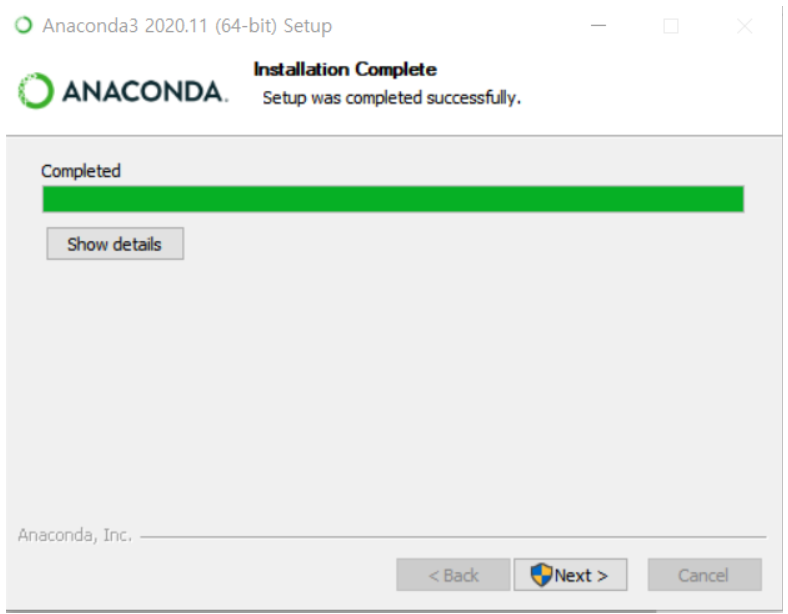 Anaconda3 2020.11 (64-bit) Setup
ANACONDA.
Installation Complete
Setup was completed successfully.
Completed
Show details
Anaconda, Inc.
< Back
Next >
Cancel